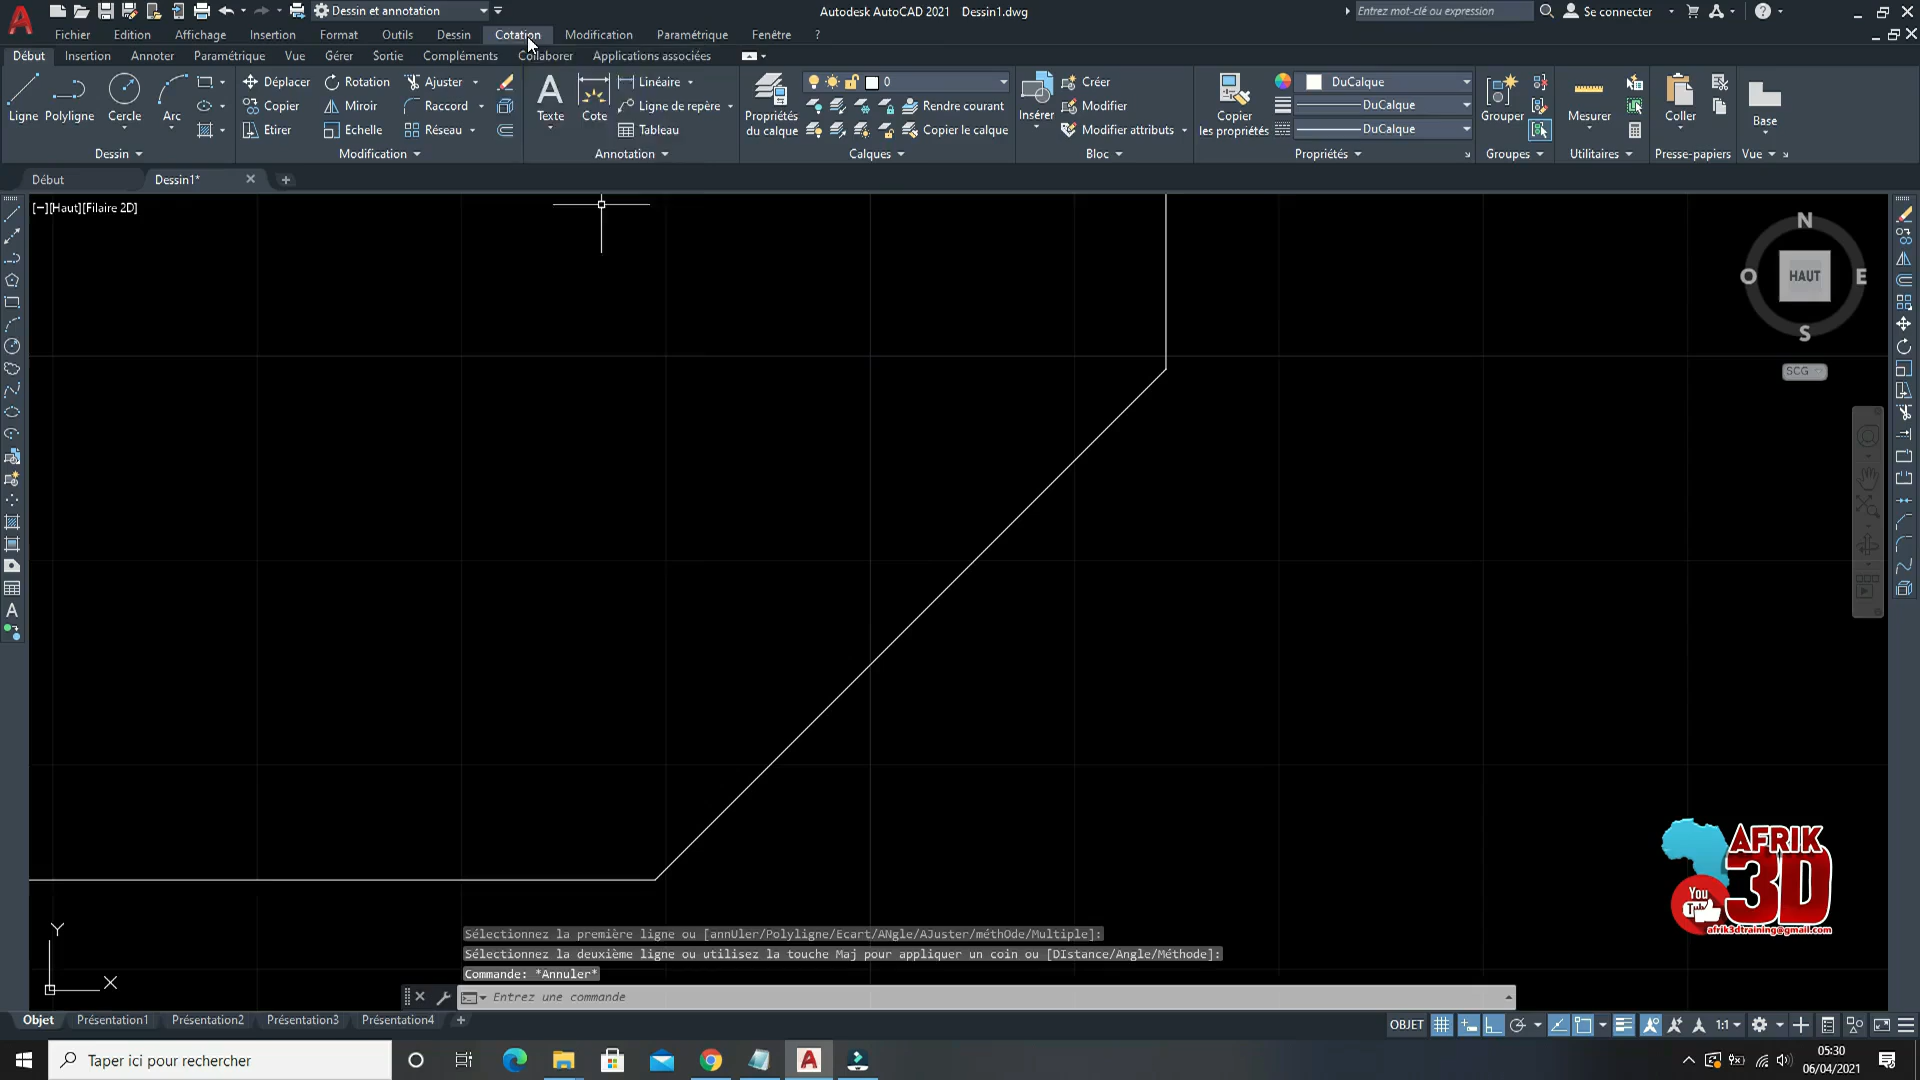 Dessin et annotation
Autodesk AutoCAD 2021 Dessin1.dwg
Entrez mot-clé ou expression
Se connecter
?
Fichier Edition Affichage Insertion Format Outils Dessin Cotation Modification Paramétrique Fenêtre ?
Début Insertion Annoter Paramétrique Vue Gérer Sortie Compléments Collaborer Applications associées
Ligne Polyligne Cercle Arc
Déplacer Rotation Ajuster
Copier Miroir Raccord
Etirer Echelle Réseau
A
Texte Cote
Linéaire
Ligne de repère
Tableau
Propriétés
du calque
0
Rendre courant
Copier le calque
Insérer
Créer
Modifier
Modifier attributs
Copier
les propriétés
DuCalque
DuCalque
DuCalque
Grouper
Mesurer
Coller
Base
Dessin Modification Annotation Calques Bloc Propriétés Groupes Utilitaires Presse-papiers Vue
Début Dessin1* +
[−][Haut][Filaire 2D]
N
O HAUT E
S
SCG
A
AFRIK
3D
You
Tub
afrik3dtraining@gmail.com
Y
X
Sélectionnez la première ligne ou [annUler/Polyligne/Ecart/ANgle/AJuster/méthOde/Multiple]:
Sélectionnez la deuxième ligne ou utilisez la touche Maj pour appliquer un coin ou [DIstance/Angle/Méthode]:
Commande: *Annuler*
Entrez une commande
Objet Présentation1 Présentation2 Présentation3 Présentation4 +
OBJET 1:1
Taper ici pour rechercher
05:30
06/04/2021